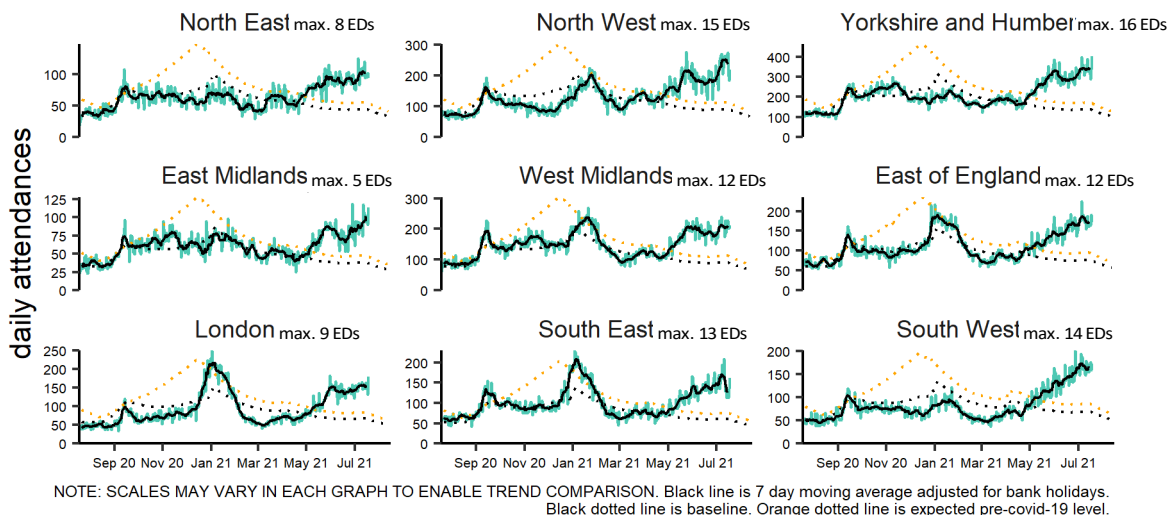 North East max. 8 EDs
North West max. 15 EDs
Yorkshire and Humber max. 16 EDs
100
50
0
300
200
100
0
400
300
200
100
0
daily attendances
East Midlands max. 5 EDs
West Midlands max. 12 EDs
East of England max. 12 EDs
125
100
75
50
25
0
300
200
100
0
200
150
100
50
0
London max. 9 EDs
South East max. 13 EDs
South West max. 14 EDs
250
200
150
100
50
0
200
150
100
50
0
200
150
100
50
0
Sep 20 Nov 20 Jan 21 Mar 21 May 21 Jul 21
Sep 20 Nov 20 Jan 21 Mar 21 May 21 Jul 21
Sep 20 Nov 20 Jan 21 Mar 21 May 21 Jul 21
NOTE: SCALES MAY VARY IN EACH GRAPH TO ENABLE TREND COMPARISON. Black line is 7 day moving average adjusted for bank holidays.
Black dotted line is baseline. Orange dotted line is expected pre-covid-19 level.